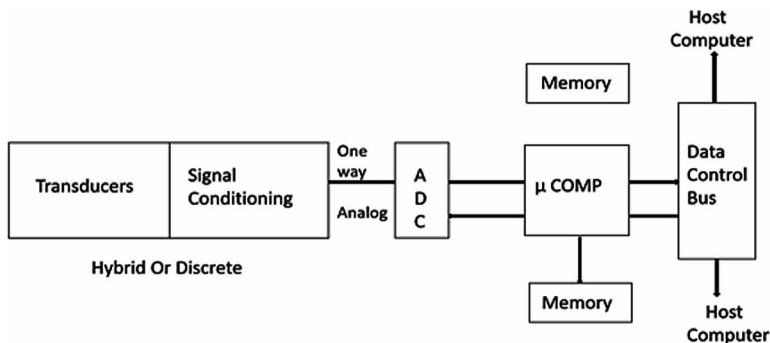 Host
Computer
Memory
Transducers
Signal
Conditioning
One
way
Analog
A
D
C
μ COMP
Data
Control
Bus
Hybrid Or Discrete
Memory
Host
Computer